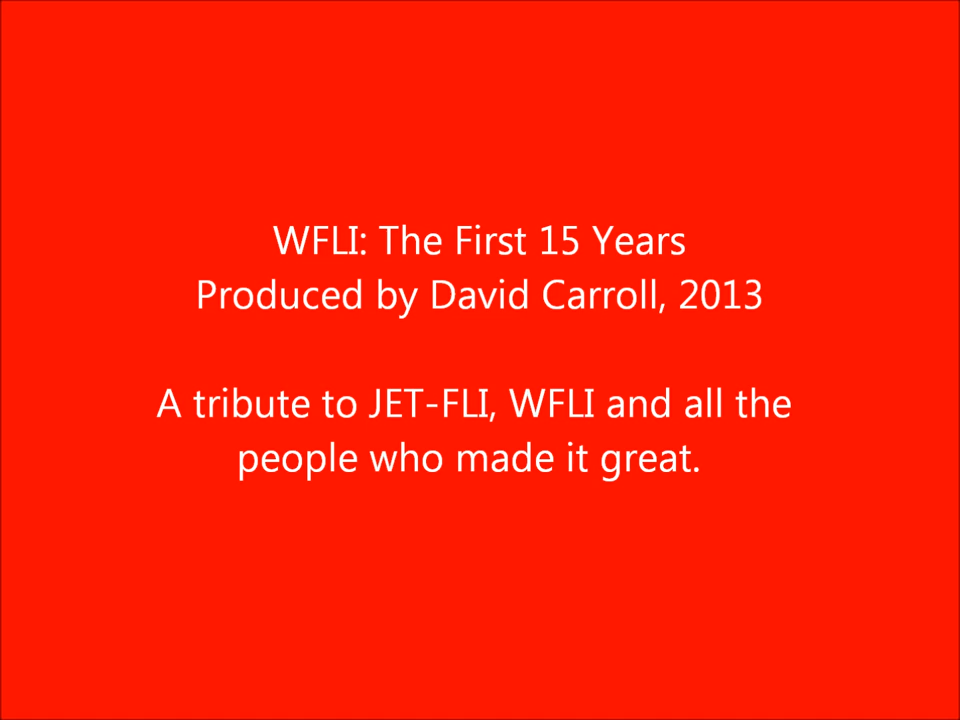 WFLI: The First 15 Years
Produced by David Carroll, 2013
A tribute to JET-FLI, WFLI and all the
people who made it great.